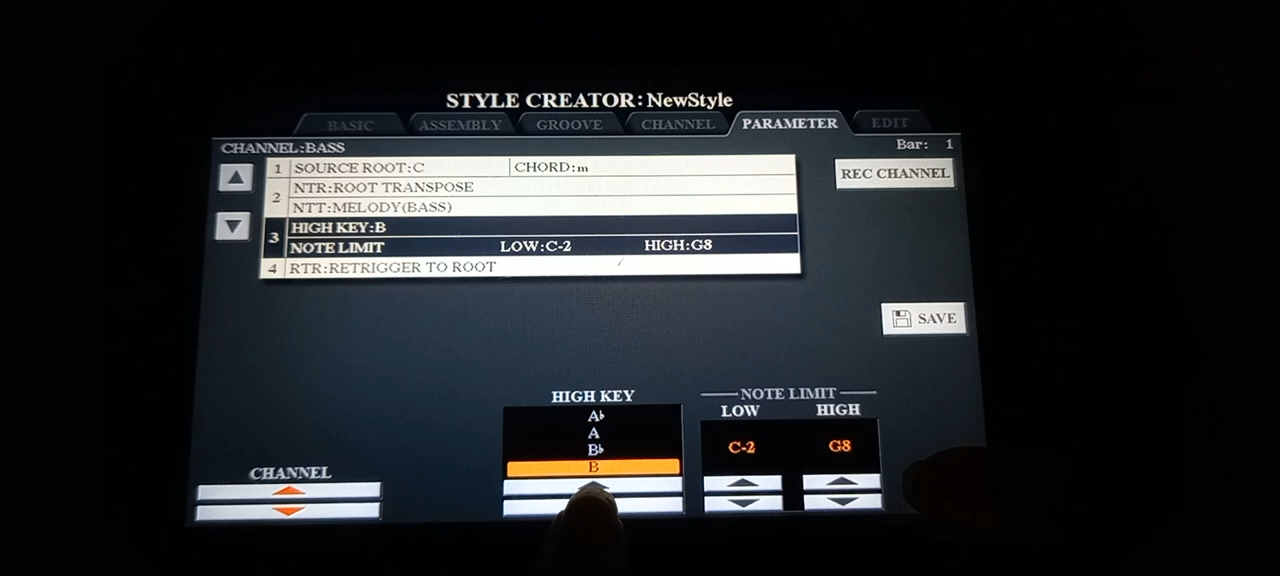 STYLE CREATOR:NewStyle
BASIC ASSEMBLY GROOVE CHANNEL PARAMETER EDIT
CHANNEL:BASS Bar: 1
1 SOURCE ROOT:C CHORD:m
REC CHANNEL
2 NTR:ROOT TRANSPOSE
NTT:MELODY(BASS)
3 HIGH KEY:B
NOTE LIMIT LOW:C-2 HIGH:G8
4 RTR:RETRIGGER TO ROOT
SAVE
HIGH KEY
NOTE LIMIT
LOW HIGH
A♭
A
B♭
B
C-2 G8
CHANNEL